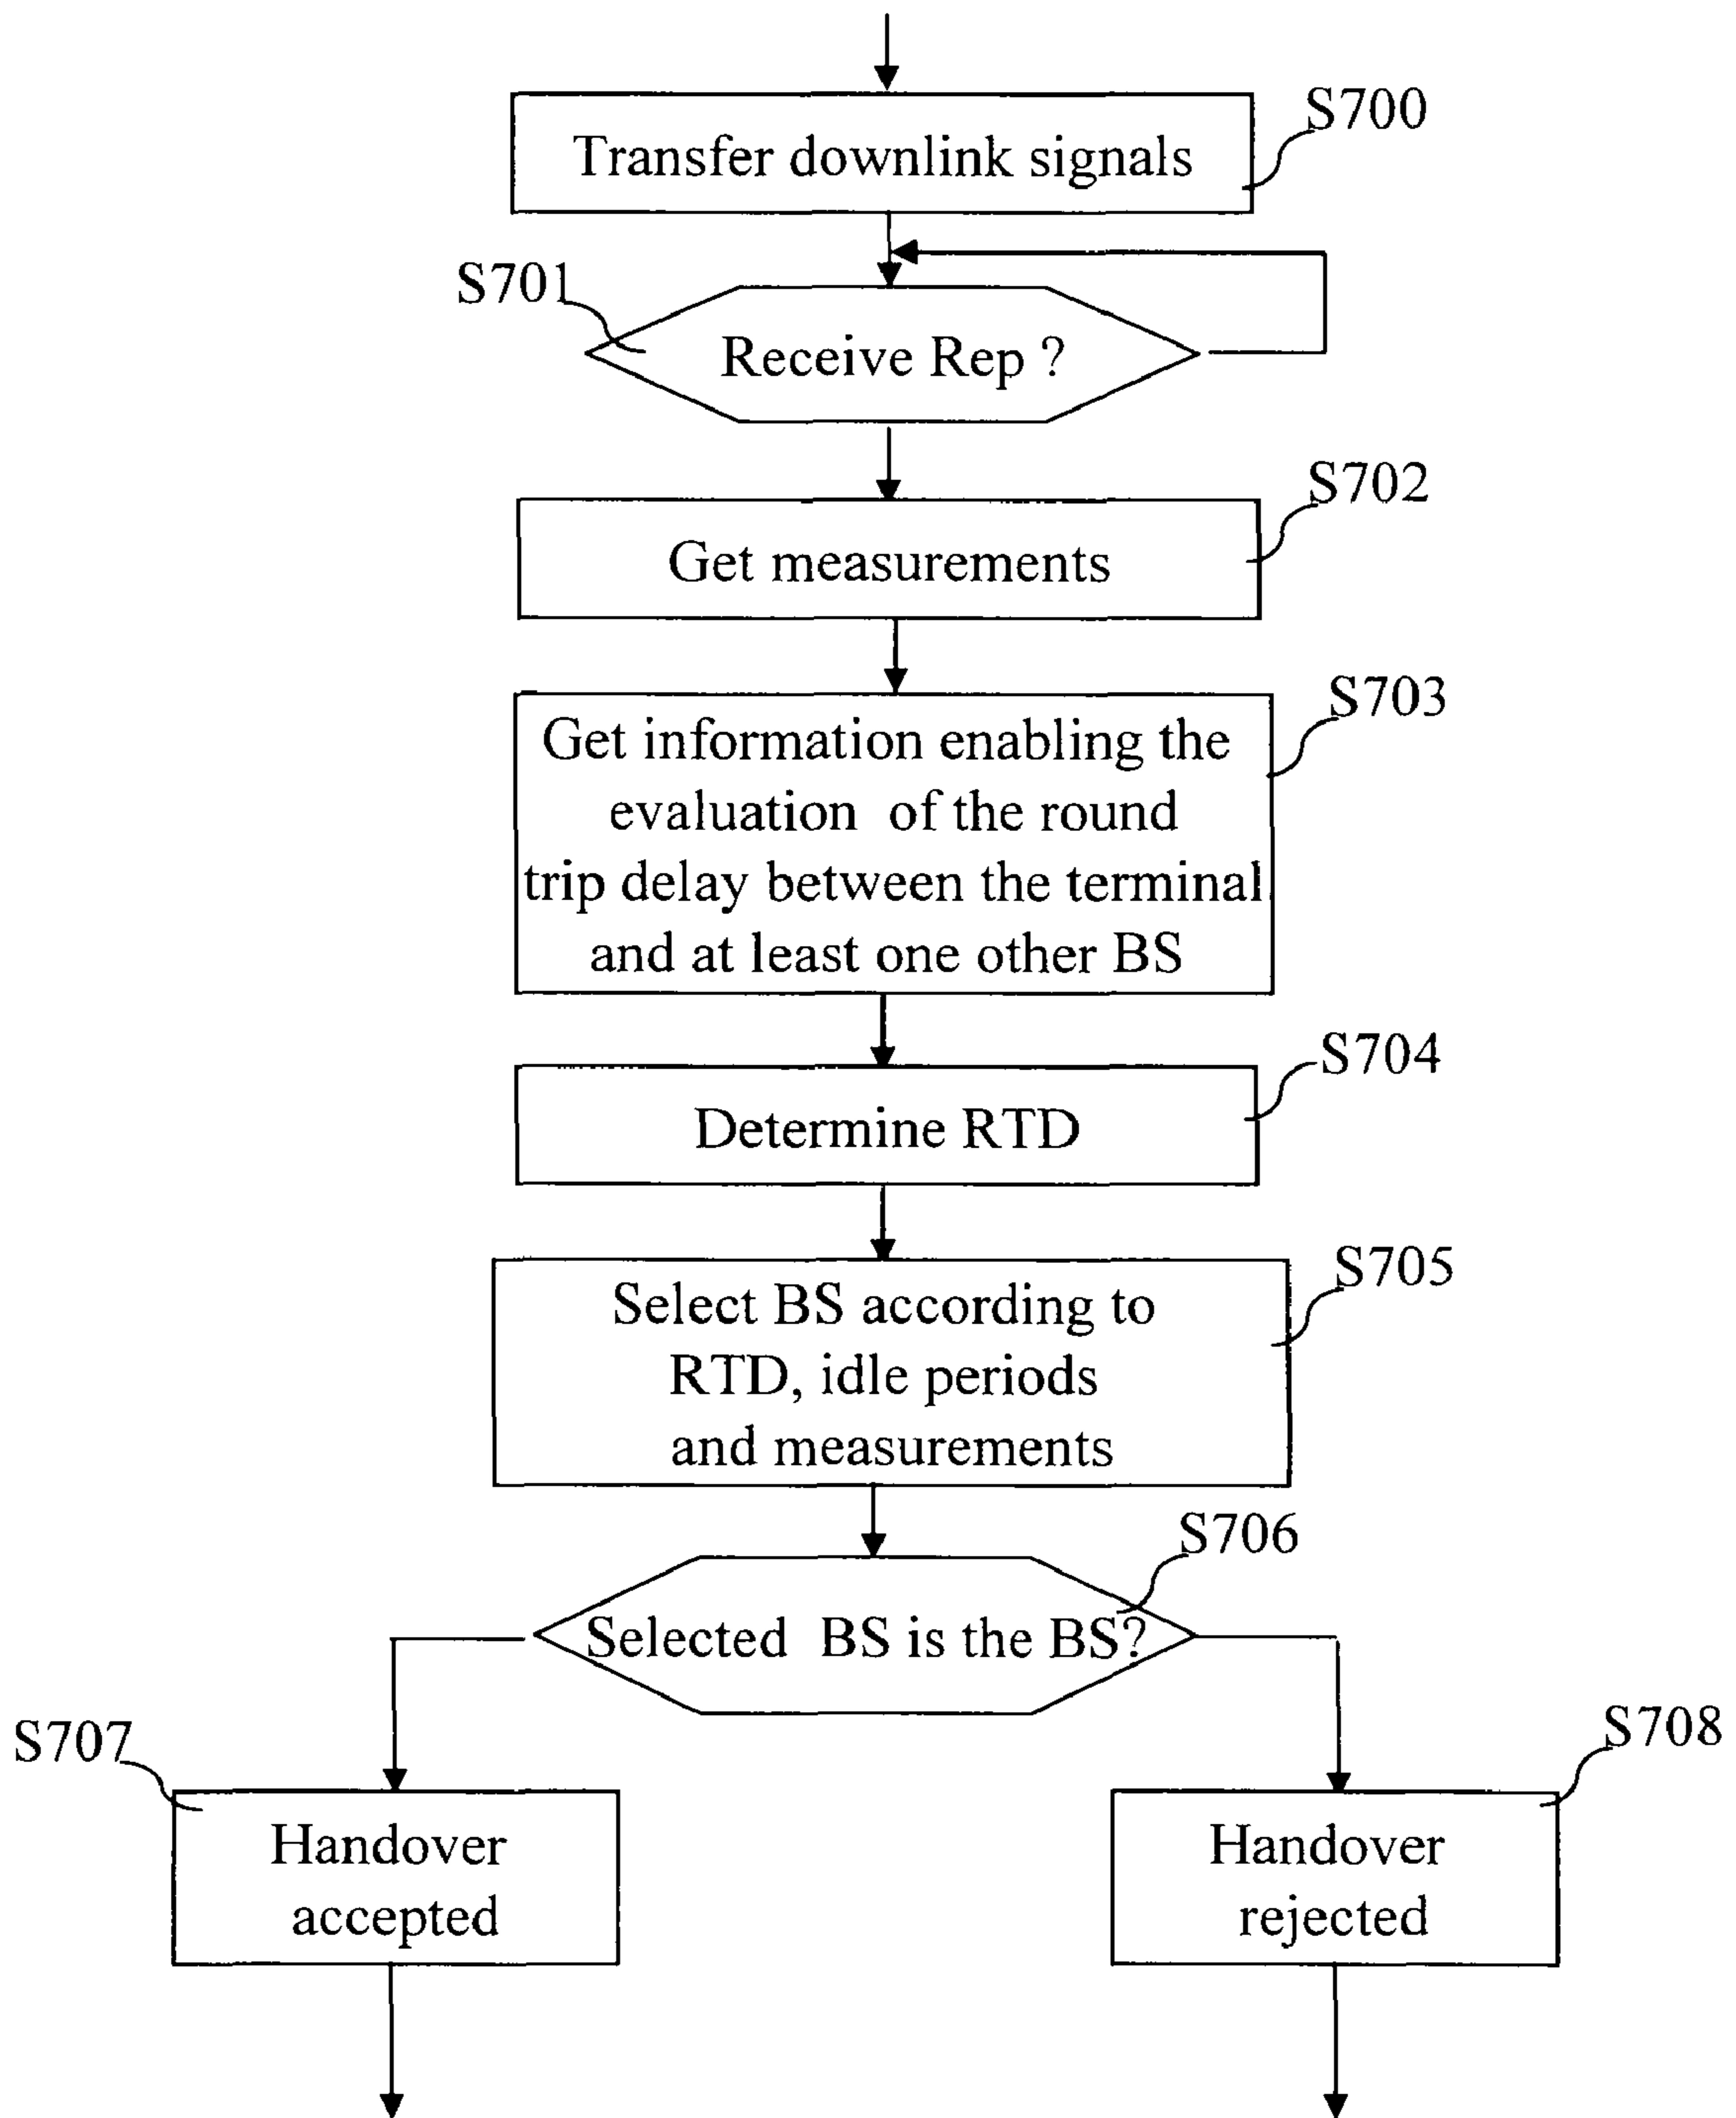 S700
Transfer downlink signals
S701
Receive Rep ?
S702
Get measurements
S703
Get information enabling the
evaluation of the round
trip delay between the terminal
and at least one other BS
S704
Determine RTD
S705
Select BS according to
RTD, idle periods
and measurements
S706
Selected BS is the BS?
S707
Handover
accepted
S708
Handover
rejected